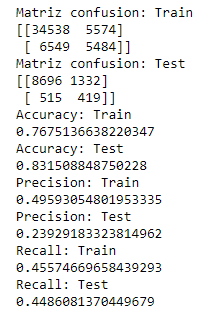 Matriz confusion: Train
[[34538  5574]
 [ 6549  5484]]
Matriz confusion: Test
[[8696 1332]
 [ 515  419]]
Accuracy: Train
0.7675136638220347
Accuracy: Test
0.831508848750228
Precision: Train
0.49593054801953335
Precision: Test
0.23929183323814962
Recall: Train
0.45574669658439293
Recall: Test
0.4486081370449679